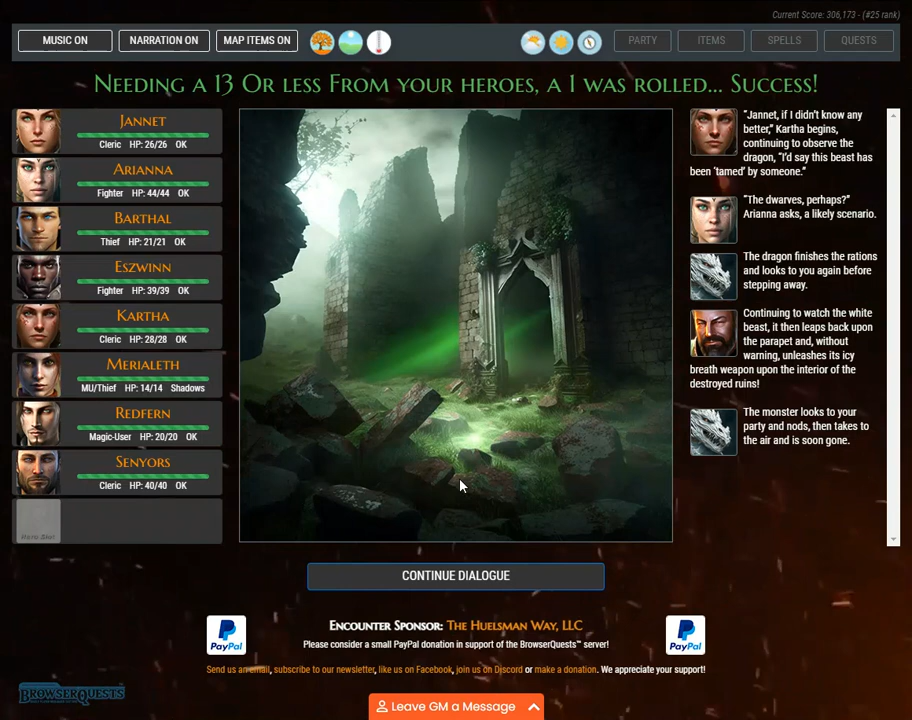 Current Score: 306,173 - (#25 rank)
MUSIC ON
NARRATION ON
MAP ITEMS ON
PARTY
ITEMS
SPELLS
QUESTS
Needing a 13 Or less From your heroes, a 1 was rolled... Success!
Jannet
Cleric HP: 26/26 OK
Arianna
Fighter HP: 44/44 OK
Barthal
Thief HP: 21/21 OK
Eszwinn
Fighter HP: 39/39 OK
Kartha
Cleric HP: 28/28 OK
Merialeth
MU/Thief HP: 14/14 Shadows
Redfern
Magic-User HP: 20/20 OK
Senyors
Cleric HP: 40/40 OK
Hero Slot
"Jannet, if I didn't know any
better," Kartha begins,
continuing to observe the
dragon, "I'd say this beast has
been 'tamed' by someone."
"The dwarves, perhaps?"
Arianna asks, a likely scenario.
The dragon finishes the rations
and looks to you again before
stepping away.
Continuing to watch the white
beast, it then leaps back upon
the parapet and, without
warning, unleashes its icy
breath weapon upon the interior of the
destroyed ruins!
The monster looks to your
party and nods, then takes to
the air and is soon gone.
CONTINUE DIALOGUE
PayPal
Encounter Sponsor: The Huelsman Way, LLC
Please consider a small PayPal donation in support of the BrowserQuests™ server!
PayPal
Send us an email, subscribe to our newsletter, like us on Facebook, join us on Discord or make a donation. We appreciate your support!
BrowserQuests
Leave GM a Message